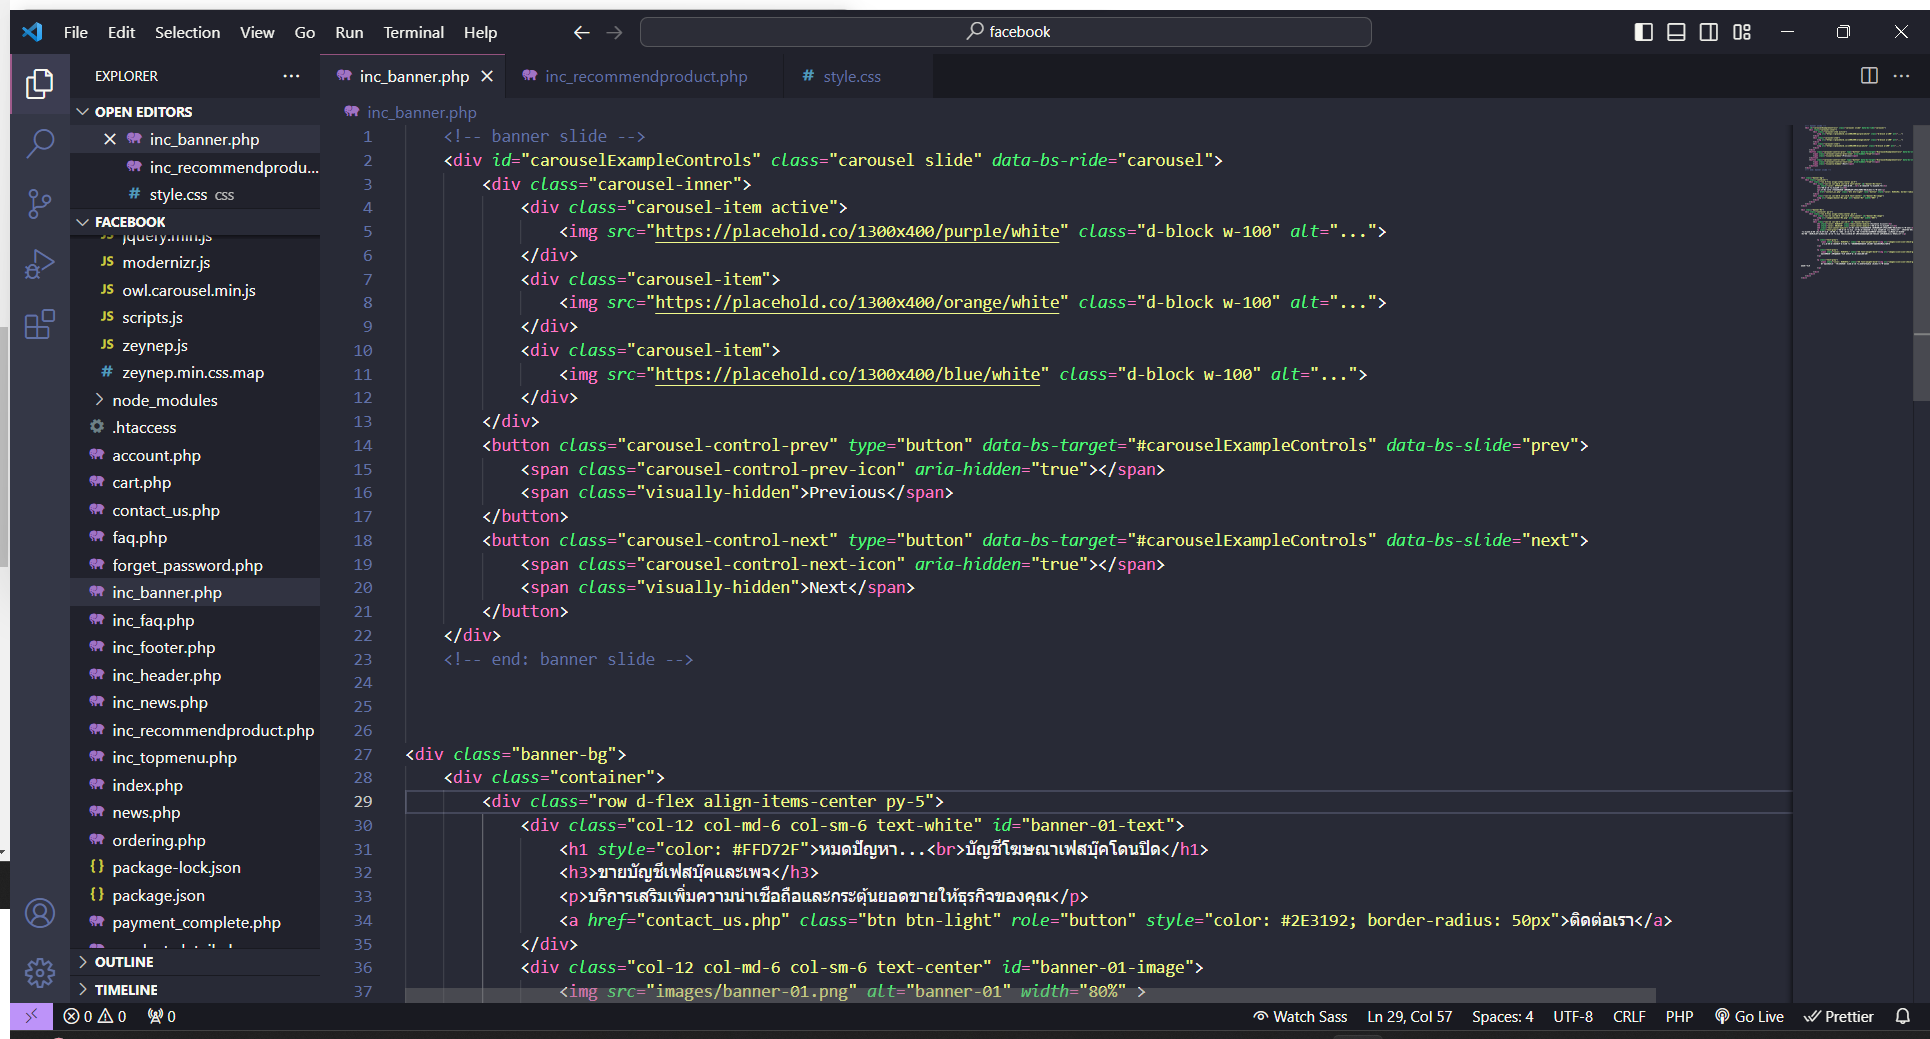 File Edit Selection View Go Run Terminal Help
facebook
EXPLORER
OPEN EDITORS
inc_banner.php
inc_recommendprodu...
style.css css
FACEBOOK
jquery.min.js
modernizr.js
owl.carousel.min.js
scripts.js
zeynep.js
zeynep.min.css.map
node_modules
.htaccess
account.php
cart.php
contact_us.php
faq.php
forget_password.php
inc_banner.php
inc_faq.php
inc_footer.php
inc_header.php
inc_news.php
inc_recommendproduct.php
inc_topmenu.php
index.php
news.php
ordering.php
package-lock.json
package.json
payment_complete.php
OUTLINE
TIMELINE
inc_banner.php inc_recommendproduct.php style.css
inc_banner.php
1 <!-- banner slide -->
2 <div id="carouselExampleControls" class="carousel slide" data-bs-ride="carousel">
3 <div class="carousel-inner">
4 <div class="carousel-item active">
5 <img src="https://placehold.co/1300x400/purple/white" class="d-block w-100" alt="...">
6 </div>
7 <div class="carousel-item">
8 <img src="https://placehold.co/1300x400/orange/white" class="d-block w-100" alt="...">
9 </div>
10 <div class="carousel-item">
11 <img src="https://placehold.co/1300x400/blue/white" class="d-block w-100" alt="...">
12 </div>
13 </div>
14 <button class="carousel-control-prev" type="button" data-bs-target="#carouselExampleControls" data-bs-slide="prev">
15 <span class="carousel-control-prev-icon" aria-hidden="true"></span>
16 <span class="visually-hidden">Previous</span>
17 </button>
18 <button class="carousel-control-next" type="button" data-bs-target="#carouselExampleControls" data-bs-slide="next">
19 <span class="carousel-control-next-icon" aria-hidden="true"></span>
20 <span class="visually-hidden">Next</span>
21 </button>
22 </div>
23 <!-- end: banner slide -->
24
25
26
27 <div class="banner-bg">
28 <div class="container">
29 <div class="row d-flex align-items-center py-5">
30 <div class="col-12 col-md-6 col-sm-6 text-white" id="banner-01-text">
31 <h1 style="color: #FFD72F">หมดปัญหา...<br>บัญชีโฆษณาเฟสบุ๊คโดนปิด</h1>
32 <h3>ขายบัญชีเฟสบุ๊คและเพจ</h3>
33 <p>บริการเสริมเพิ่มความน่าเชื่อถือและกระตุ้นยอดขายให้ธุรกิจของคุณ</p>
34 <a href="contact_us.php" class="btn btn-light" role="button" style="color: #2E3192; border-radius: 50px">ติดต่อเรา</a>
35 </div>
36 <div class="col-12 col-md-6 col-sm-6 text-center" id="banner-01-image">
37 <img src="images/banner-01.png" alt="banner-01" width="80%" >
0 0 0 Watch Sass Ln 29, Col 57 Spaces: 4 UTF-8 CRLF PHP Go Live Prettier